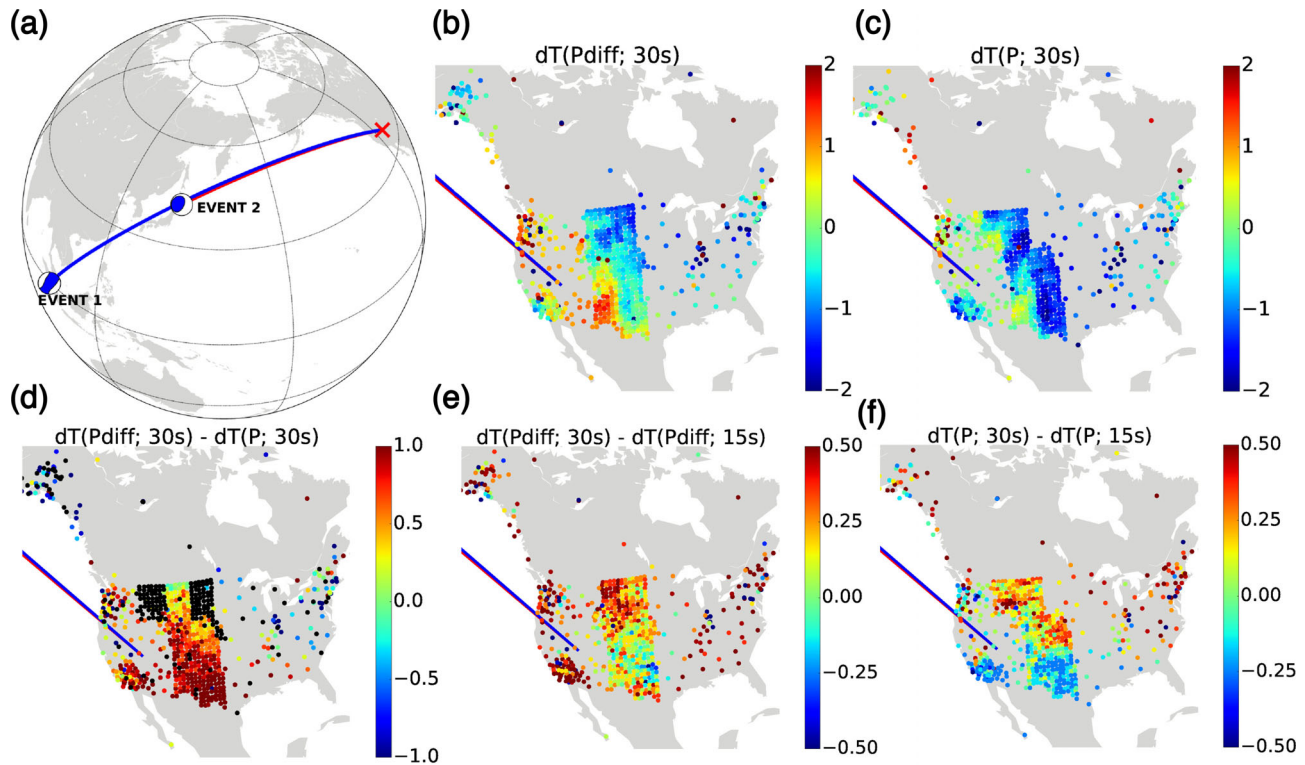 (a)
EVENT 2
EVENT 1
(b)
dT(Pdiff; 30s)
2
1
0
−1
−2
(c)
dT(P; 30s)
2
1
0
−1
−2
(d)
dT(Pdiff; 30s) - dT(P; 30s)
1.0
0.5
0.0
−0.5
−1.0
(e)
dT(Pdiff; 30s) - dT(Pdiff; 15s)
0.50
0.25
0.00
−0.25
−0.50
(f)
dT(P; 30s) - dT(P; 15s)
0.50
0.25
0.00
−0.25
−0.50